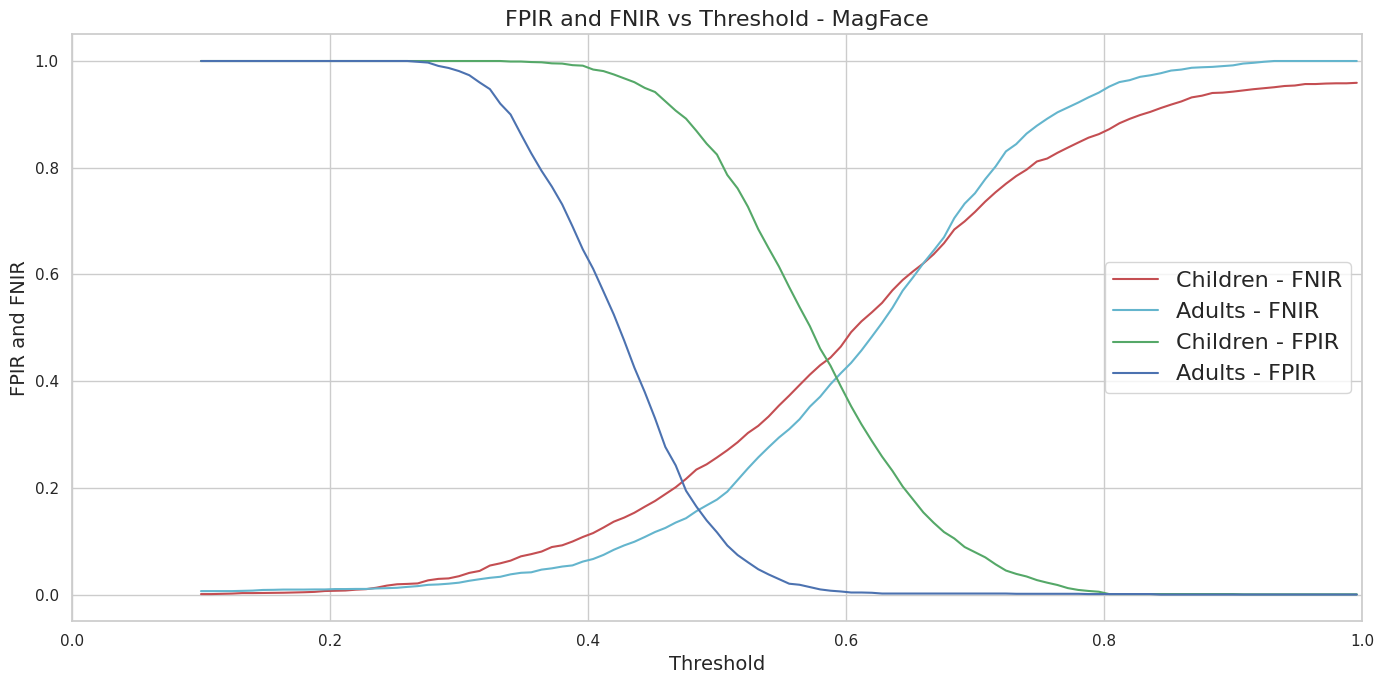 FPIR and FNIR vs Threshold - MagFace
FPIR and FNIR
1.0
0.8
0.6
0.4
0.2
0.0
Children - FNIR
Adults - FNIR
Children - FPIR
Adults - FPIR
0.0 0.2 0.4 0.6 0.8 1.0
Threshold